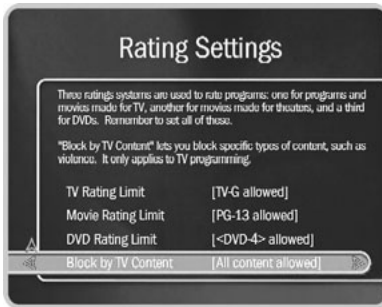 Rating Settings
Three ratings systems are used to rate programs: one for programs and
movies made for TV, another for movies made for theaters, and a third
for DVDs. Remember to set all of these.
"Block by TV Content" lets you block specific types of content, such as
violence. It only applies to TV programming.
TV Rating Limit [TV-G allowed]
Movie Rating Limit [PG-13 allowed]
DVD Rating Limit [<DVD-4> allowed]
Block by TV Content [All content allowed]